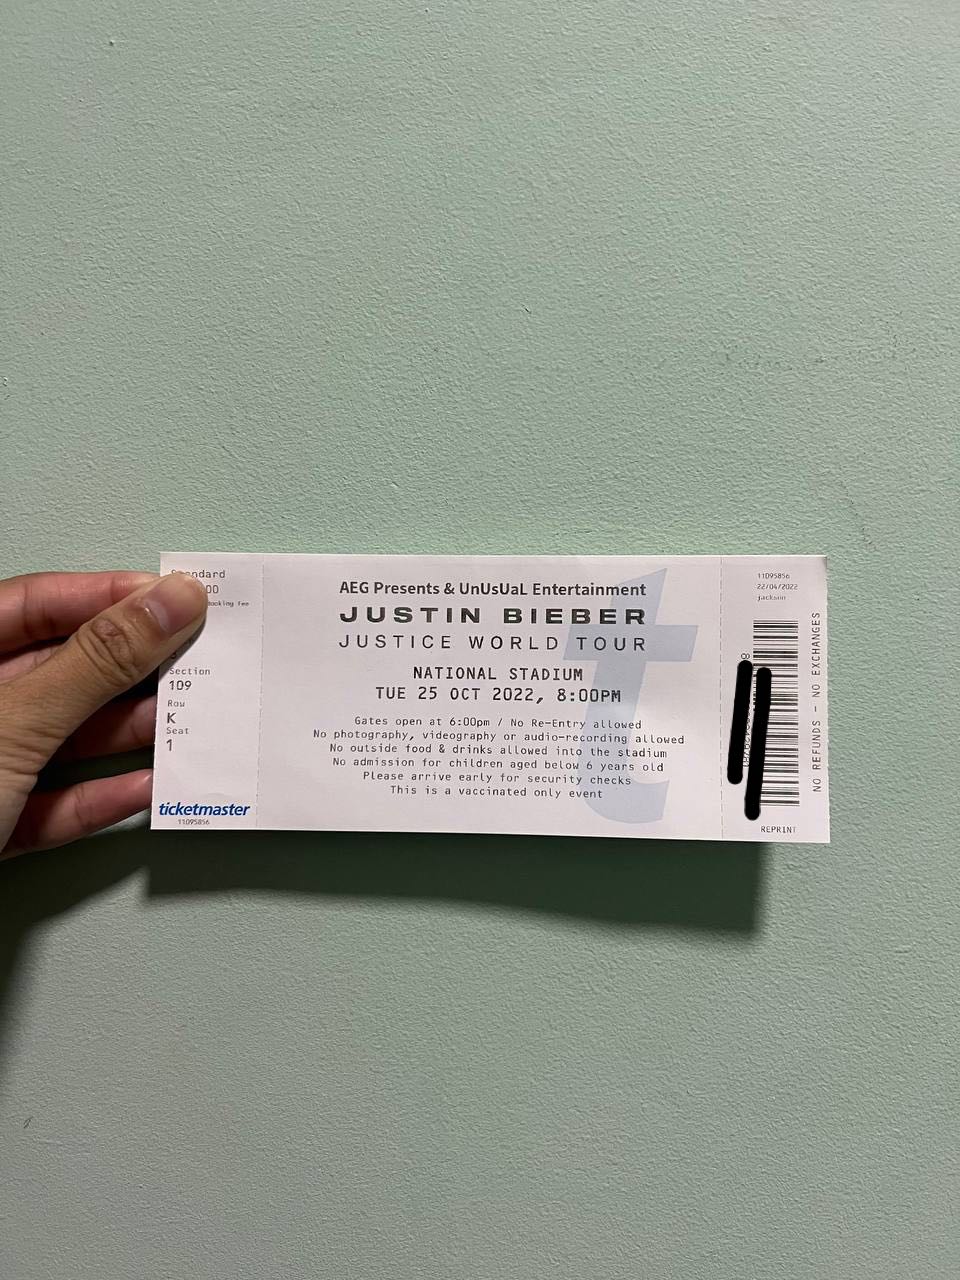 00
Section
109
Row
K
Seat
1
ticketmaster
11095856
AEG Presents & UnUsUaL Entertainment
JUSTIN BIEBER
JUSTICE WORLD TOUR
NATIONAL STADIUM
TUE 25 OCT 2022, 8:00PM
Gates open at 6:00pm / No Re-Entry allowed
No photography, videography or audio-recording allowed
No outside food & drinks allowed into the stadium
No admission for children aged below 6 years old
Please arrive early for security checks
This is a vaccinated only event
11095856
22/04/2022
jackson
NO REFUNDS - NO EXCHANGES
REPRINT